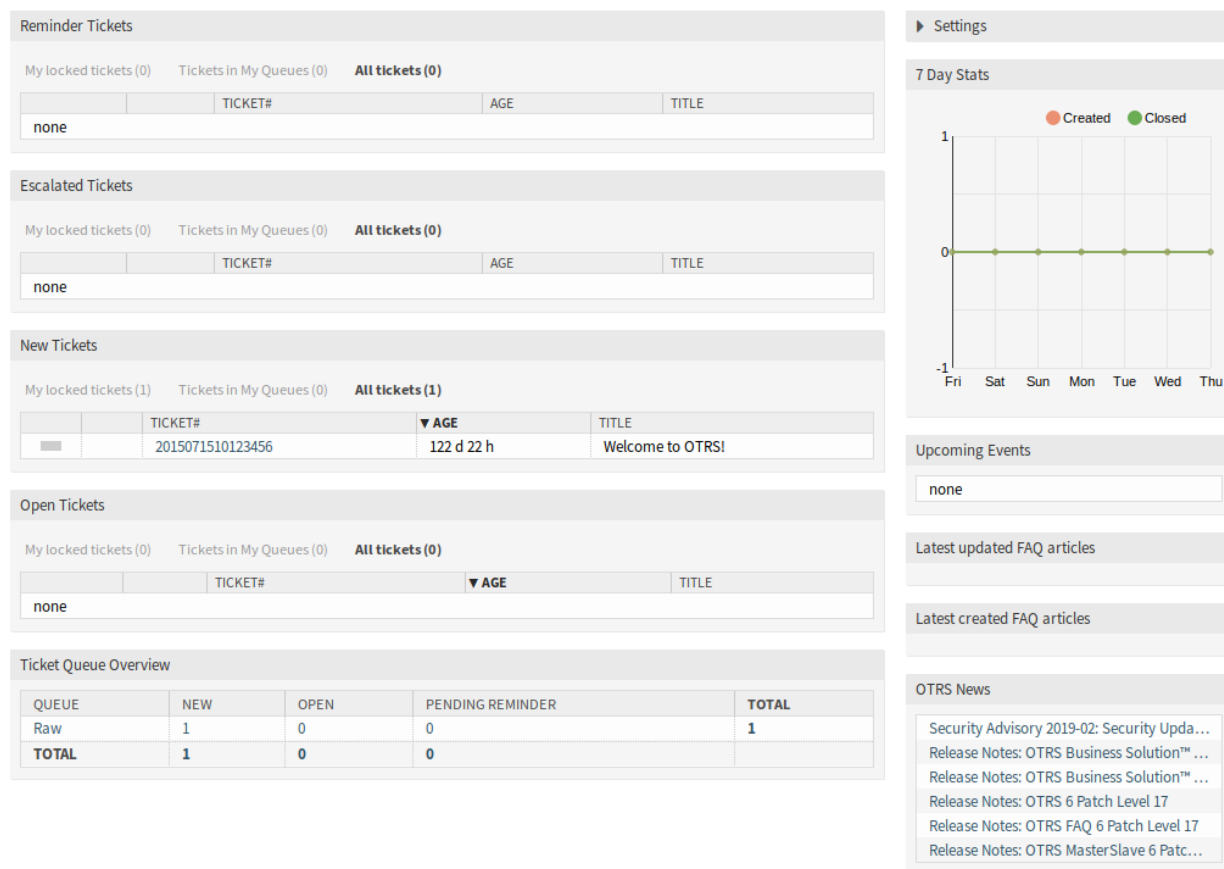 Reminder Tickets
My locked tickets (0) Tickets in My Queues (0) All tickets (0)
TICKET# AGE TITLE
none
Escalated Tickets
My locked tickets (0) Tickets in My Queues (0) All tickets (0)
TICKET# AGE TITLE
none
New Tickets
My locked tickets (1) Tickets in My Queues (0) All tickets (1)
TICKET# ▼ AGE TITLE
2015071510123456 122 d 22 h Welcome to OTRS!
Open Tickets
My locked tickets (0) Tickets in My Queues (0) All tickets (0)
TICKET# ▼ AGE TITLE
none
Ticket Queue Overview
QUEUE NEW OPEN PENDING REMINDER TOTAL
Raw 1 0 0 1
TOTAL 1 0 0
Settings
7 Day Stats
Created Closed
1
0
-1
Fri Sat Sun Mon Tue Wed Thu
Upcoming Events
none
Latest updated FAQ articles
Latest created FAQ articles
OTRS News
Security Advisory 2019-02: Security Upda...
Release Notes: OTRS Business Solution™ ...
Release Notes: OTRS Business Solution™ ...
Release Notes: OTRS 6 Patch Level 17
Release Notes: OTRS FAQ 6 Patch Level 17
Release Notes: OTRS MasterSlave 6 Patc...